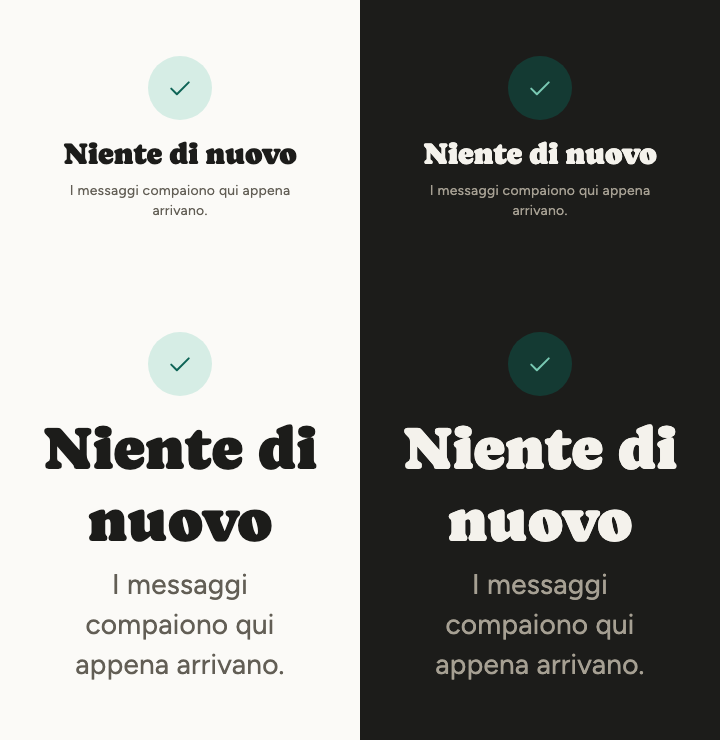 Niente di nuovo
I messaggi compaiono qui appena
arrivano.
Niente di nuovo
I messaggi compaiono qui appena
arrivano.
Niente di
nuovo
I messaggi
compaiono qui
appena arrivano.
Niente di
nuovo
I messaggi
compaiono qui
appena arrivano.